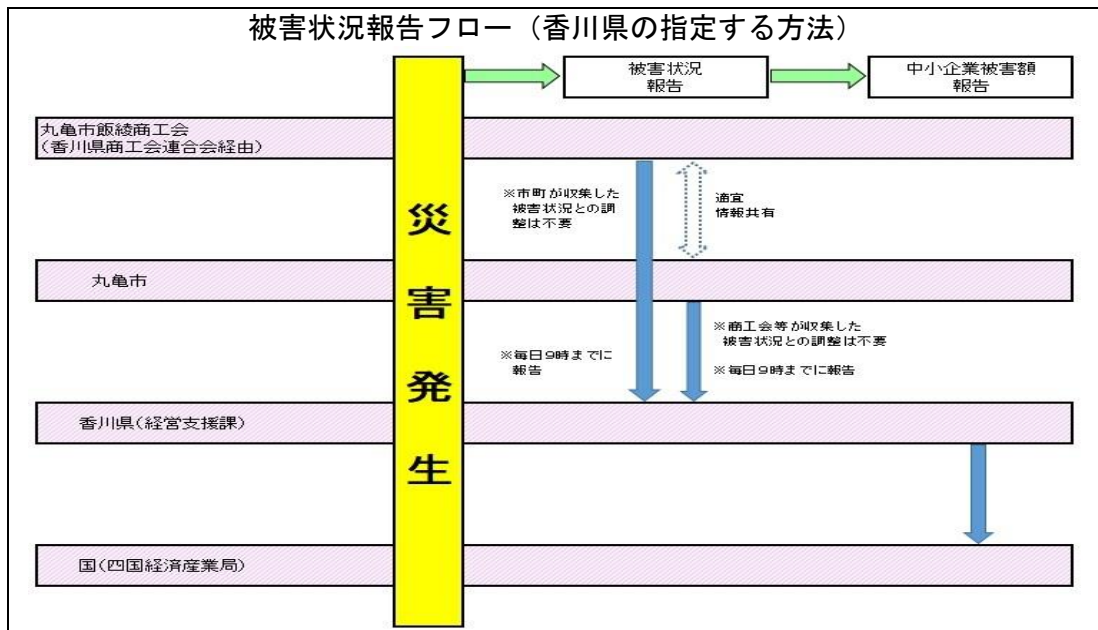 被害状況報告フロー（香川県の指定する方法）
被害状況
報告
中小企業被害額
報告
丸亀市飯綾商工会
（香川県商工会連合会経由）
災害発生
※市町が収集した
被害状況との調
整は不要
適宜
情報共有
丸亀市
※商工会等が収集した
被害状況との調整は不要
※毎日9時までに
報告
※毎日9時までに報告
香川県（経営支援課）
国（四国経済産業局）